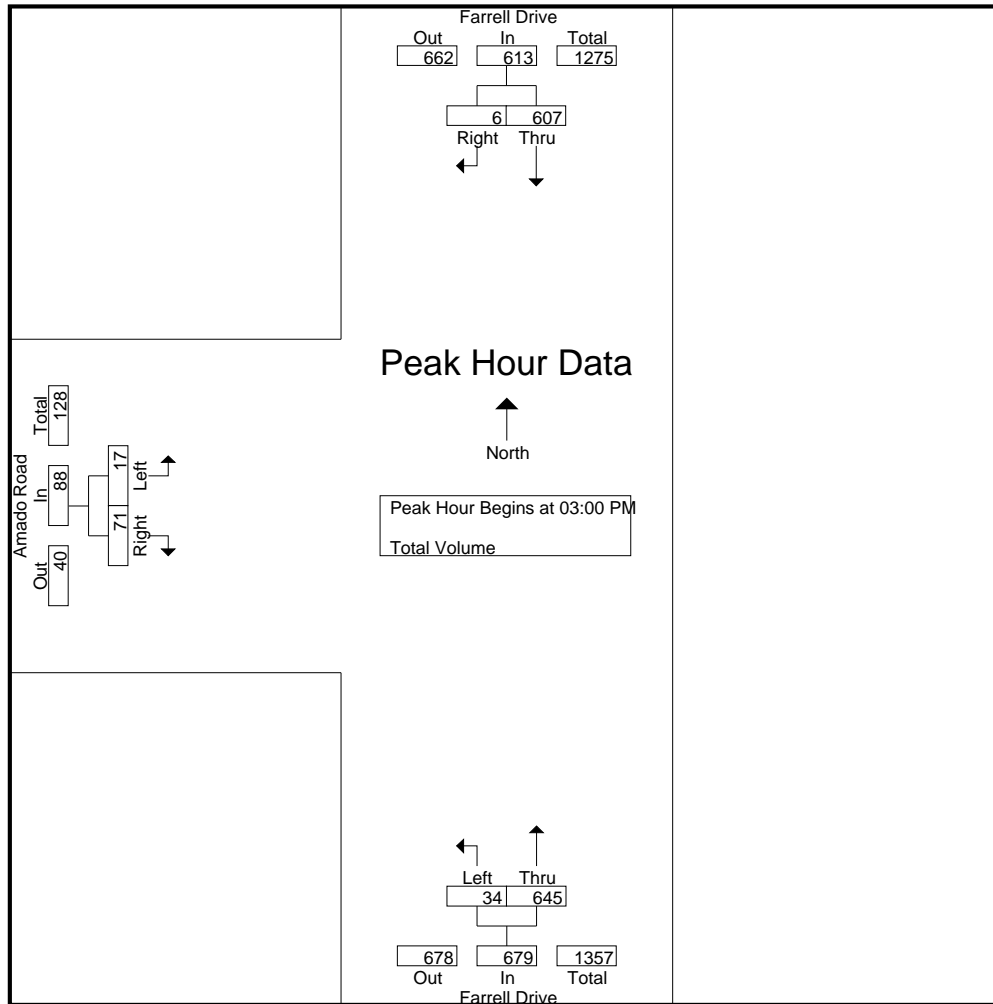 Farrell Drive
Out In Total
662 613 1275
6 607
Right Thru
Peak Hour Data
North
Peak Hour Begins at 03:00 PM
Total Volume
Amado Road
Out In Total
40 88 128
Right Left
71 17
Left Thru
34 645
678 679 1357
Out In Total
Farrell Drive